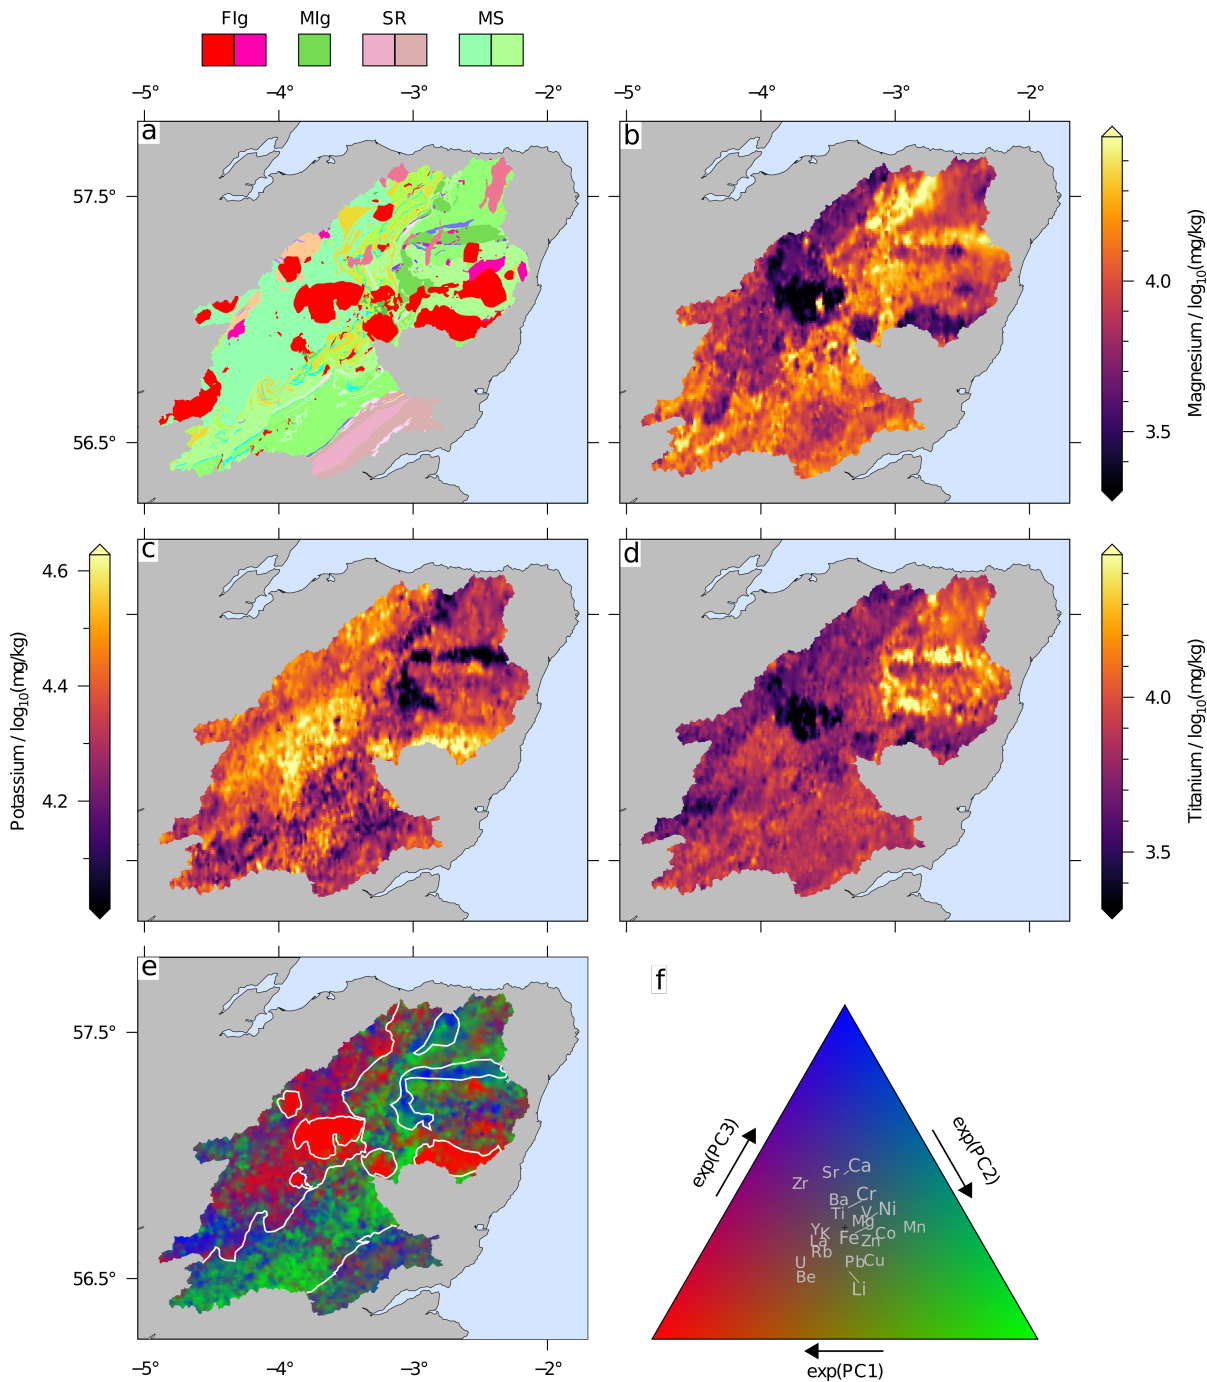 FIg MIg SR MS
−5° −4° −3° −2° −5° −4° −3° −2°
a b
57.5°
56.5°
4.0
3.5
Magnesium / log10(mg/kg)
c d
4.6
4.4
4.2
Potassium / log10(mg/kg)
4.0
3.5
Titanium / log10(mg/kg)
e f
57.5°
56.5°
−5° −4° −3° −2°
exp(PC3)
exp(PC2)
exp(PC1)
Sr Ca
Zr
Ba Cr
Ti V Ni
Mg
Y K Fe Co Mn
La Zn
Rb
U Pb Cu
Be
Li